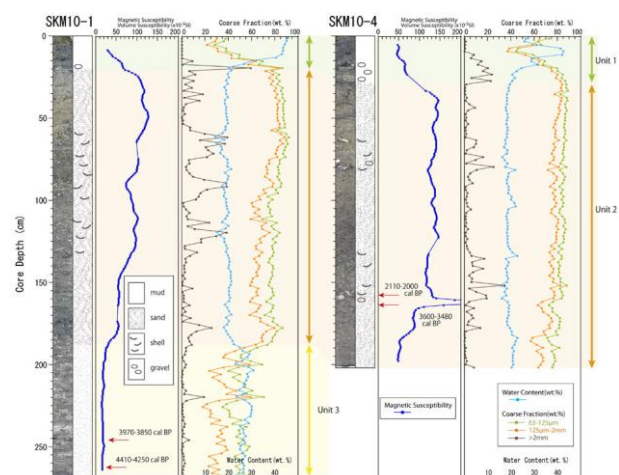 SKM10-1
Magnetic Susceptibility
Volume Susceptibility (x10⁻⁵SI)
0 50 100 150 200
Coarse Fraction(wt.%)
0 20 40 60 80 100
SKM10-4
Magnetic Susceptibility
Volume Susceptibility (x10⁻⁵SI)
0 50 100 150 200
Coarse Fraction(wt.%)
0 20 40 60 80 100
Core Depth (cm)
0
50
100
150
200
250
Unit 1
Unit 2
Unit 3
mud
sand
shell
gravel
3970-3850 cal BP
4410-4250 cal BP
2110-2000
cal BP
3600-3480
cal BP
Magnetic Susceptibility
Water Content(wt%)
Coarse Fraction(wt.%)
63-125μm
125μm-2mm
>2mm
Water Content(wt.%)
0 10 20 30 40 50
Water Content (wt.%)
0 10 20 30 40 50